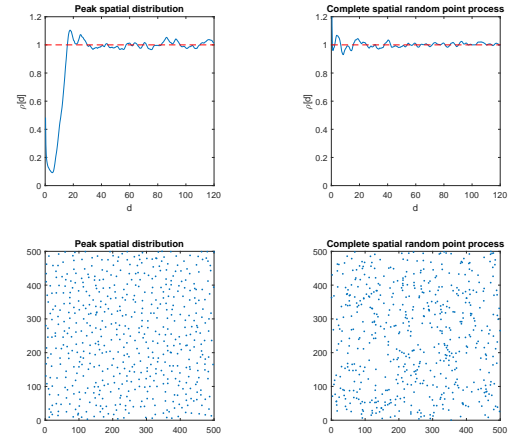 Peak spatial distribution
1.2
1
0.8
0.6
0.4
0.2
0
ρ[d]
0 20 40 60 80 100 120
d
Complete spatial random point process
1.2
1
0.8
0.6
0.4
0.2
0
ρ[d]
0 20 40 60 80 100 120
d
Peak spatial distribution
500
400
300
200
100
0
0 100 200 300 400 500
Complete spatial random point process
500
400
300
200
100
0
0 100 200 300 400 500